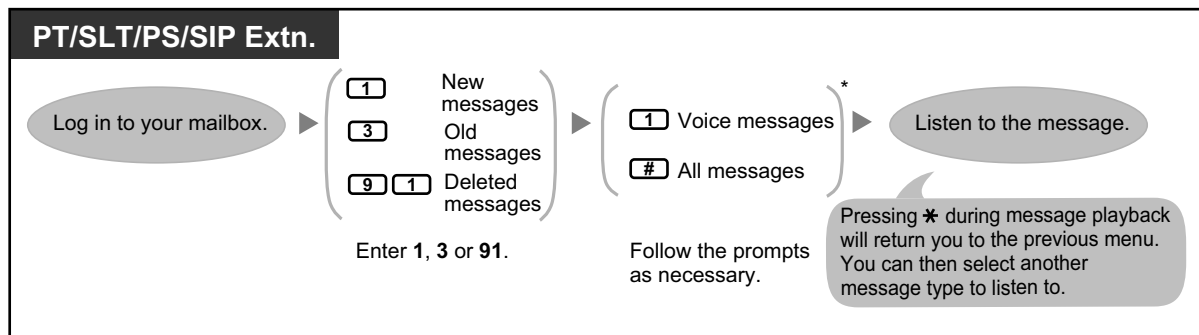 PT/SLT/PS/SIP Extn.
Log in to your mailbox.
1 New
messages
3 Old
messages
9 1 Deleted
messages
Enter 1, 3 or 91.
*
1 Voice messages
# All messages
Follow the prompts
as necessary.
Listen to the message.
Pressing * during message playback
will return you to the previous menu.
You can then select another
message type to listen to.